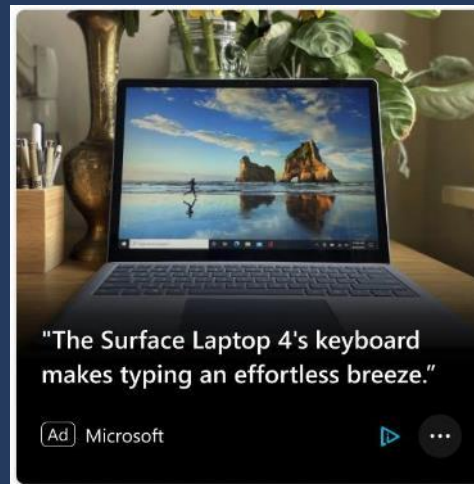 "The Surface Laptop 4's keyboard
makes typing an effortless breeze.”
Ad Microsoft